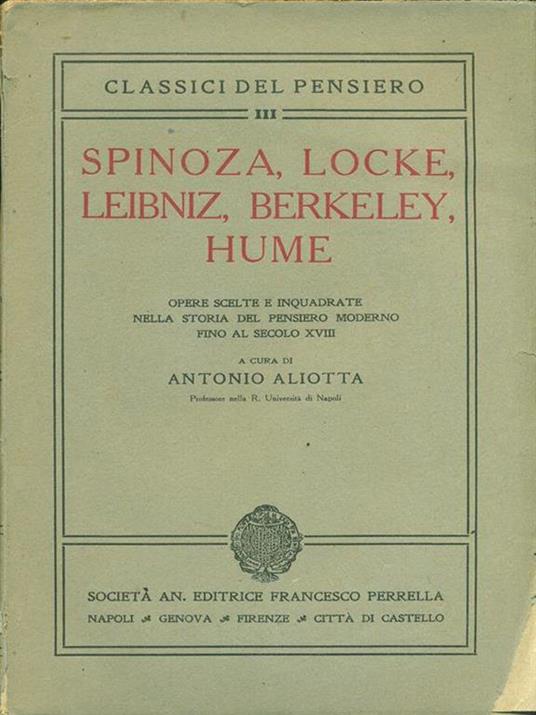 CLASSICI DEL PENSIERO
III
SPINOZA, LOCKE,
LEIBNIZ, BERKELEY,
HUME
OPERE SCELTE E INQUADRATE
NELLA STORIA DEL PENSIERO MODERNO
FINO AL SECOLO XVIII
A CURA DI
ANTONIO ALIOTTA
Professore nella R. Università di Napoli
SOCIETÀ AN. EDITRICE FRANCESCO PERRELLA
NAPOLI GENOVA FIRENZE CITTÀ DI CASTELLO